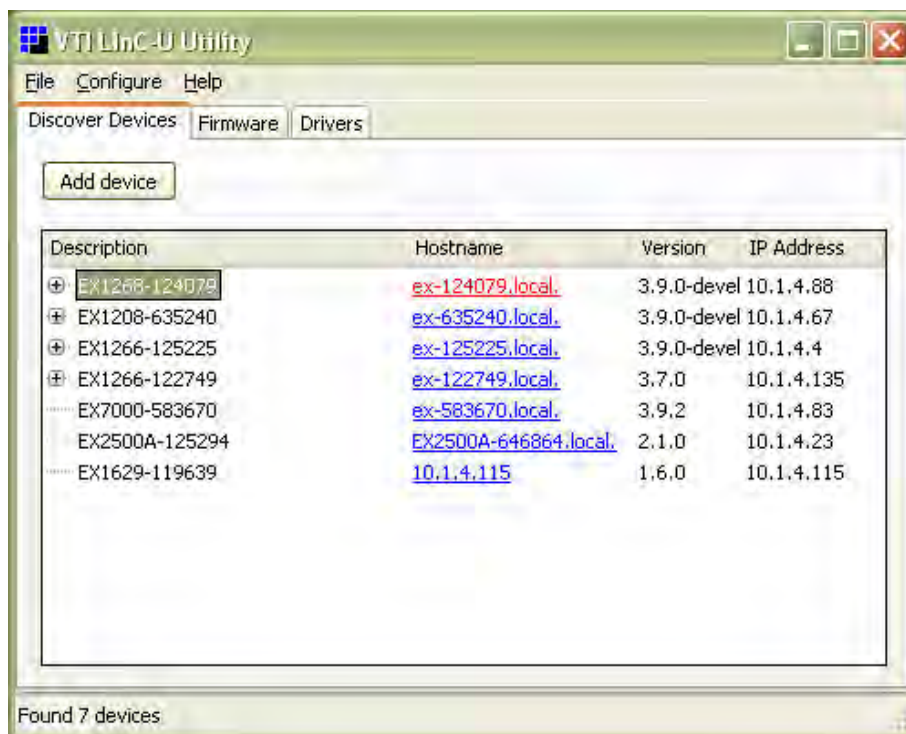 VTI LInC-U Utility
File Configure Help
Discover Devices Firmware Drivers
Add device
Description Hostname Version IP Address
EX1268-124079 ex-124079.local. 3.9.0-devel 10.1.4.88
EX1208-635240 ex-635240.local. 3.9.0-devel 10.1.4.67
EX1266-125225 ex-125225.local. 3.9.0-devel 10.1.4.4
EX1266-122749 ex-122749.local. 3.7.0 10.1.4.135
EX7000-583670 ex-583670.local. 3.9.2 10.1.4.83
EX2500A-125294 EX2500A-646864.local. 2.1.0 10.1.4.23
EX1629-119639 10.1.4.115 1.6.0 10.1.4.115
Found 7 devices